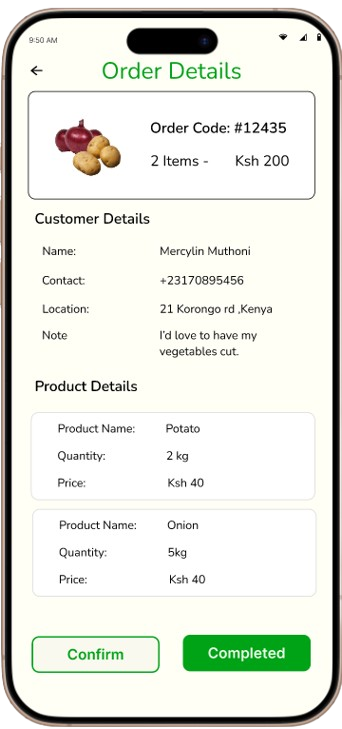 9:50 AM
Order Details
Order Code: #12435
2 Items - Ksh 200
Customer Details
Name: Mercylin Muthoni
Contact: +23170895456
Location: 21 Korongo rd ,Kenya
Note I'd love to have my
vegetables cut.
Product Details
Product Name: Potato
Quantity: 2 kg
Price: Ksh 40
Product Name: Onion
Quantity: 5kg
Price: Ksh 40
Confirm Completed